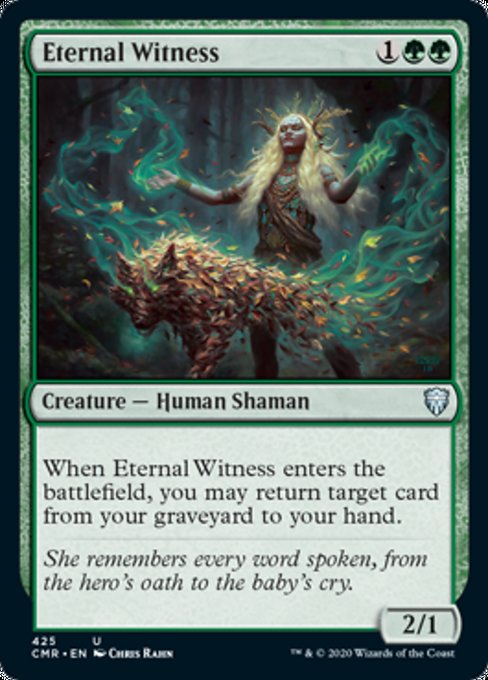 Eternal Witness 1
Creature — Human Shaman
When Eternal Witness enters the
battlefield, you may return target card
from your graveyard to your hand.
She remembers every word spoken, from
the hero's oath to the baby's cry.
2/1
425 U
CMR • EN Chris Rahn
™ & © 2020 Wizards of the Coast